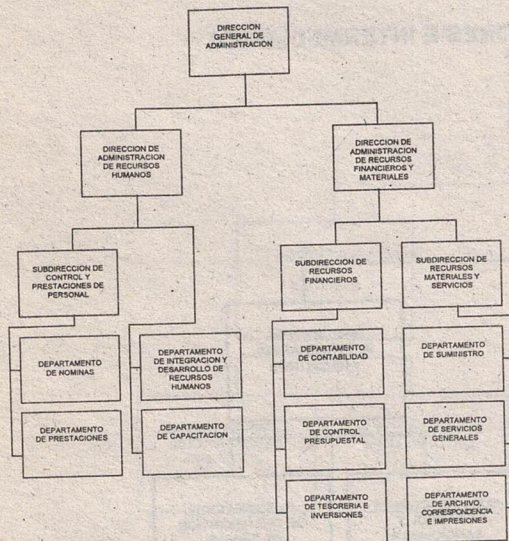 DIRECCION
GENERAL DE
ADMINISTRACION
DIRECCION DE
ADMINISTRACION
DE RECURSOS
HUMANOS
DIRECCION DE
ADMINISTRACION
DE RECURSOS
FINANCIEROS Y
MATERIALES
SUBDIRECCION DE
CONTROL Y
PRESTACIONES DE
PERSONAL
SUBDIRECCION DE
RECURSOS
FINANCIEROS
SUBDIRECCION DE
RECURSOS
MATERIALES Y
SERVICIOS
DEPARTAMENTO
DE NOMINAS
DEPARTAMENTO
DE INTEGRACION Y
DESARROLLO DE
RECURSOS
HUMANOS
DEPARTAMENTO
DE CONTABILIDAD
DEPARTAMENTO
DE SUMINISTRO
DEPARTAMENTO
DE PRESTACIONES
DEPARTAMENTO
DE CAPACITACION
DEPARTAMENTO
DE CONTROL
PRESUPUESTAL
DEPARTAMENTO
DE SERVICIOS
GENERALES
DEPARTAMENTO
DE TESORERIA E
INVERSIONES
DEPARTAMENTO
DE ARCHIVO,
CORRESPONDENCIA
E IMPRESIONES